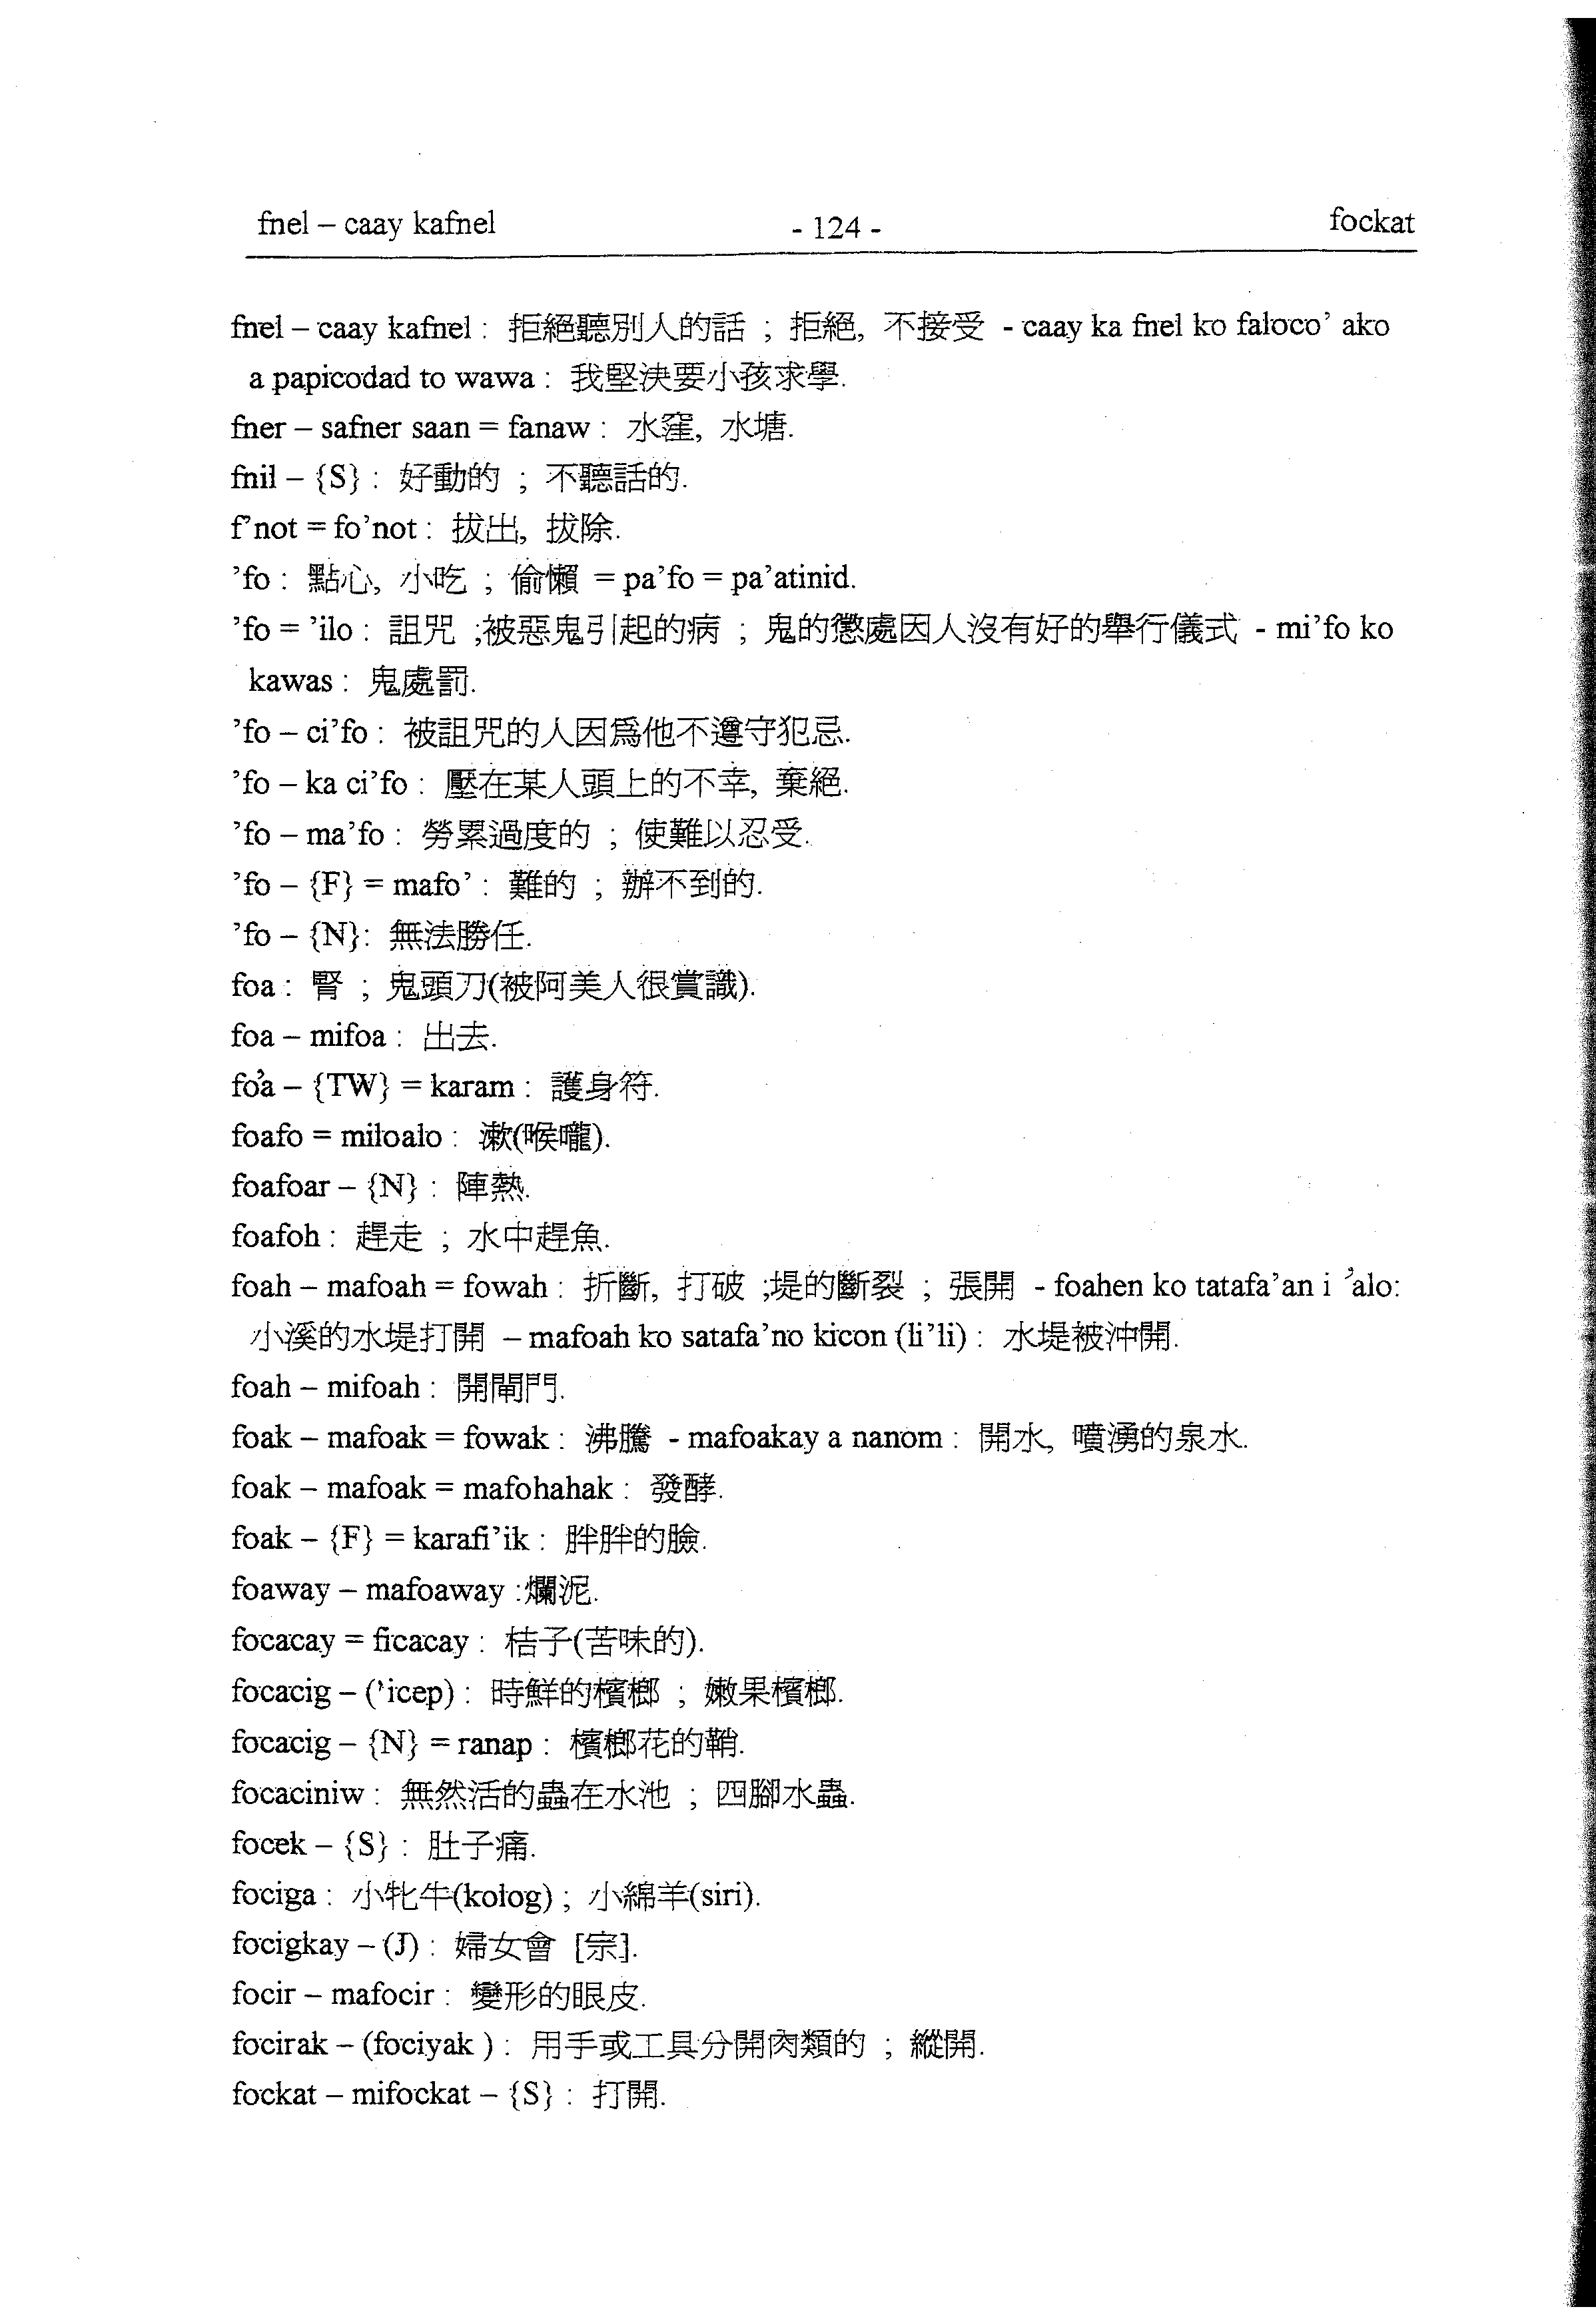 fnel – caay kafnel - 124 - fockat
fnel – caay kafnel : 拒絕聽別人的話 ; 拒絕, 不接受 - caay ka fnel ko faloco’ ako
a papicodad to wawa : 我堅決要小孩求學.
fner – safner saan = fanaw : 水窪, 水塘.
fnil – {S} : 好動的 ; 不聽話的.
f’not = fo’not : 拔出, 拔除.
’fo : 點心, 小吃 ; 偷懶 = pa’fo = pa’atinid.
’fo = ’ilo : 詛咒 ;被惡鬼引起的病 ; 鬼的懲處因人沒有好的舉行儀式 - mi’fo ko
kawas : 鬼處罰.
’fo – ci’fo : 被詛咒的人因爲他不遵守犯忌.
’fo – ka ci’fo : 壓在某人頭上的不幸, 棄絕.
’fo – ma’fo : 勞累過度的 ; 使難以忍受.
’fo – {F} = mafo’ : 難的 ; 辦不到的.
’fo – {N}: 無法勝任.
foa : 腎 ; 鬼頭刀(被阿美人很賞識).
foa – mifoa : 出去.
fo’a – {TW} = karam : 護身符.
foafo = miloalo : 漱(喉嚨).
foafoar – {N} : 陣熱.
foafoh : 趕走 ; 水中趕魚.
foah – mafoah = fowah : 折斷, 打破 ;堤的斷裂 ; 張開 - foahen ko tatafa’an i ’alo:
小溪的水堤打開 – mafoah ko satafa’no kicon (li’li) : 水堤被沖開.
foah – mifoah : 開閘門.
foak – mafoak = fowak : 沸騰 - mafoakay a nanom : 開水, 噴湧的泉水.
foak – mafoak = mafohahak : 發酵.
foak – {F} = karafi’ik : 胖胖的臉.
foaway – mafoaway :爛泥.
focacay = ficacay : 桔子(苦味的).
focacig – (’icep) : 時鮮的檳榔 ; 嫩果檳榔.
focacig – {N} = ranap : 檳榔花的鞘.
focaciniw : 無然活的蟲在水池 ; 四腳水蟲.
focek – {S} : 肚子痛.
fociga : 小牝牛(kolog) ; 小綿羊(siri).
focigkay – (J) : 婦女會 [宗].
focir – mafocir : 變形的眼皮.
focirak – (fociyak ) : 用手或工具分開肉類的 ; 縱開.
fockat – mifockat – {S} : 打開.